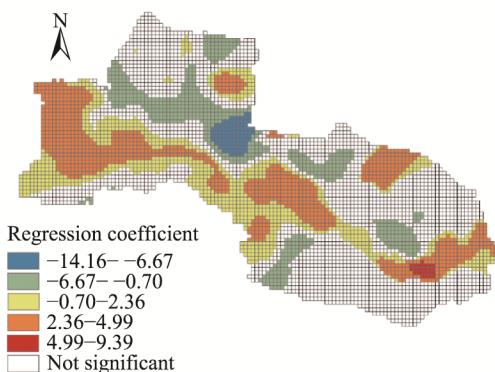 N
Regression coefficient
−14.16− −6.67
−6.67− −0.70
−0.70−2.36
2.36−4.99
4.99−9.39
Not significant